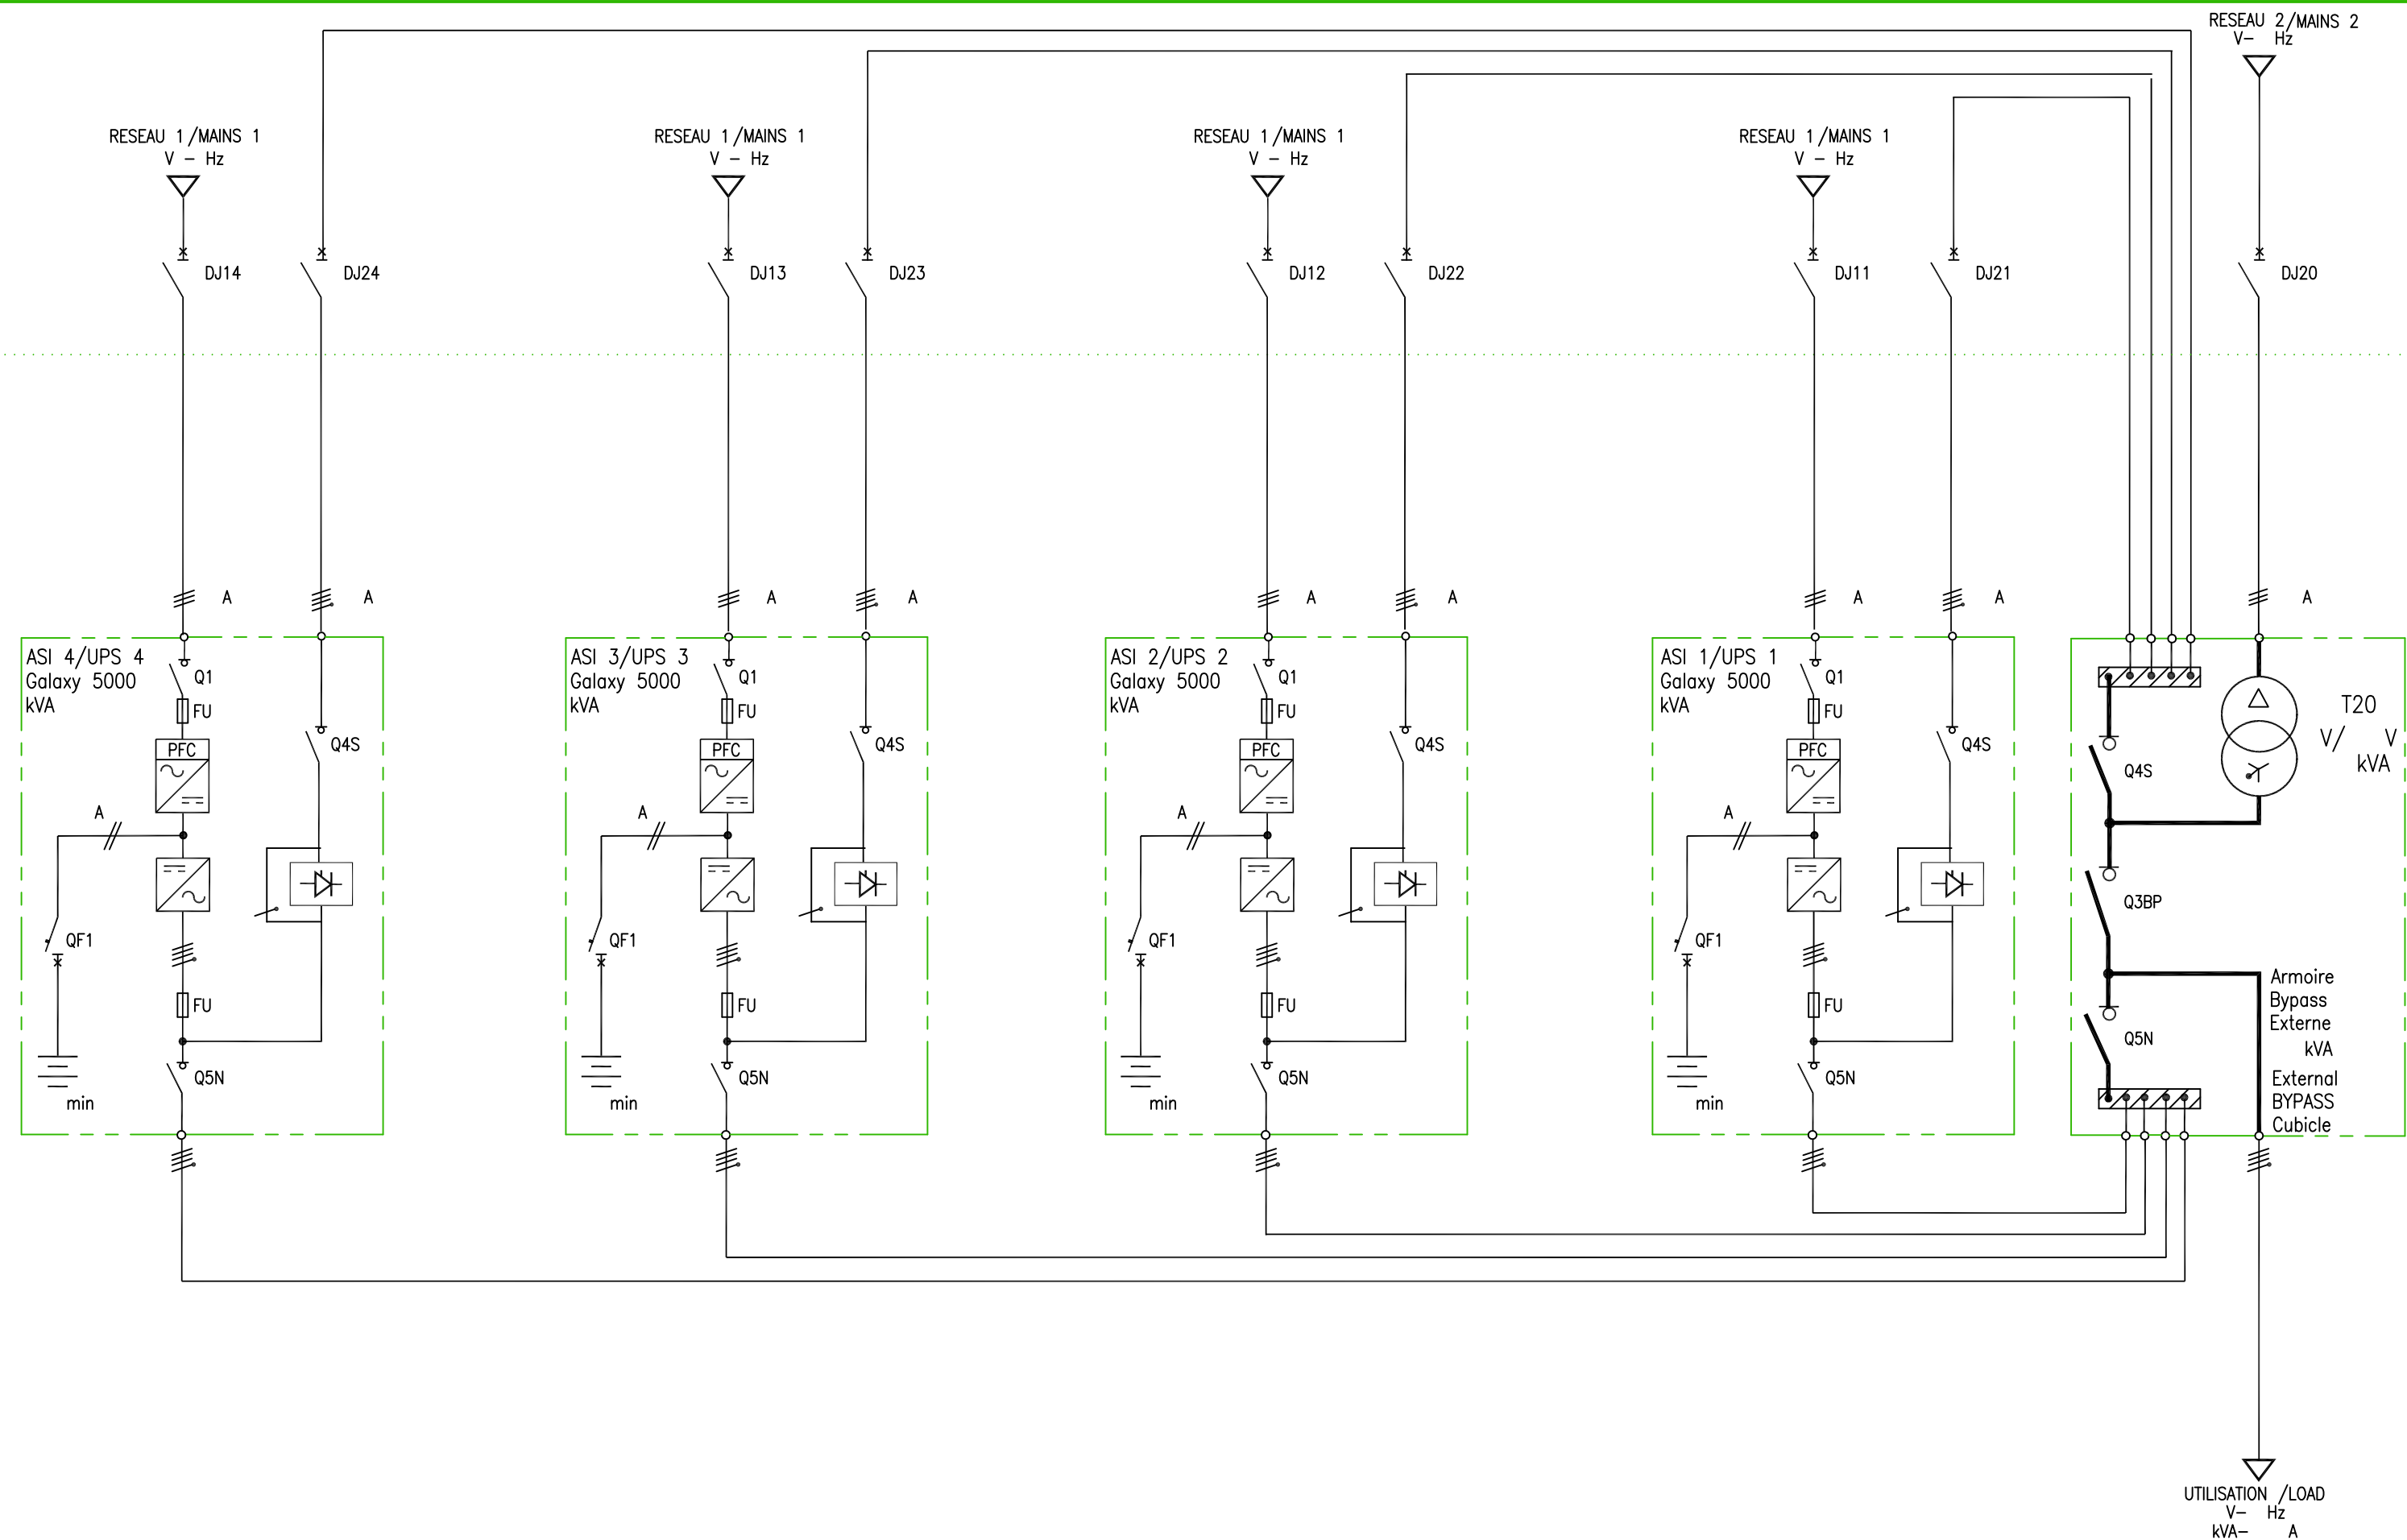 RESEAU 2/MAINS 2
V- Hz
RESEAU 1/MAINS 1
V - Hz
RESEAU 1/MAINS 1
V - Hz
RESEAU 1/MAINS 1
V - Hz
RESEAU 1/MAINS 1
V - Hz
DJ14
DJ24
DJ13
DJ23
DJ12
DJ22
DJ11
DJ21
DJ20
A
A
A
A
A
A
A
A
A
ASI 4/UPS 4
Galaxy 5000
kVA
Q1
FU
PFC
Q4S
A
QF1
FU
Q5N
min
ASI 3/UPS 3
Galaxy 5000
kVA
Q1
FU
PFC
Q4S
A
QF1
FU
Q5N
min
ASI 2/UPS 2
Galaxy 5000
kVA
Q1
FU
PFC
Q4S
A
QF1
FU
Q5N
min
ASI 1/UPS 1
Galaxy 5000
kVA
Q1
FU
PFC
Q4S
A
QF1
FU
Q5N
min
T20
V/ V
kVA
Q4S
Q3BP
Q5N
Armoire
Bypass
Externe
kVA
External
BYPASS
Cubicle
UTILISATION /LOAD
V- Hz
kVA- A